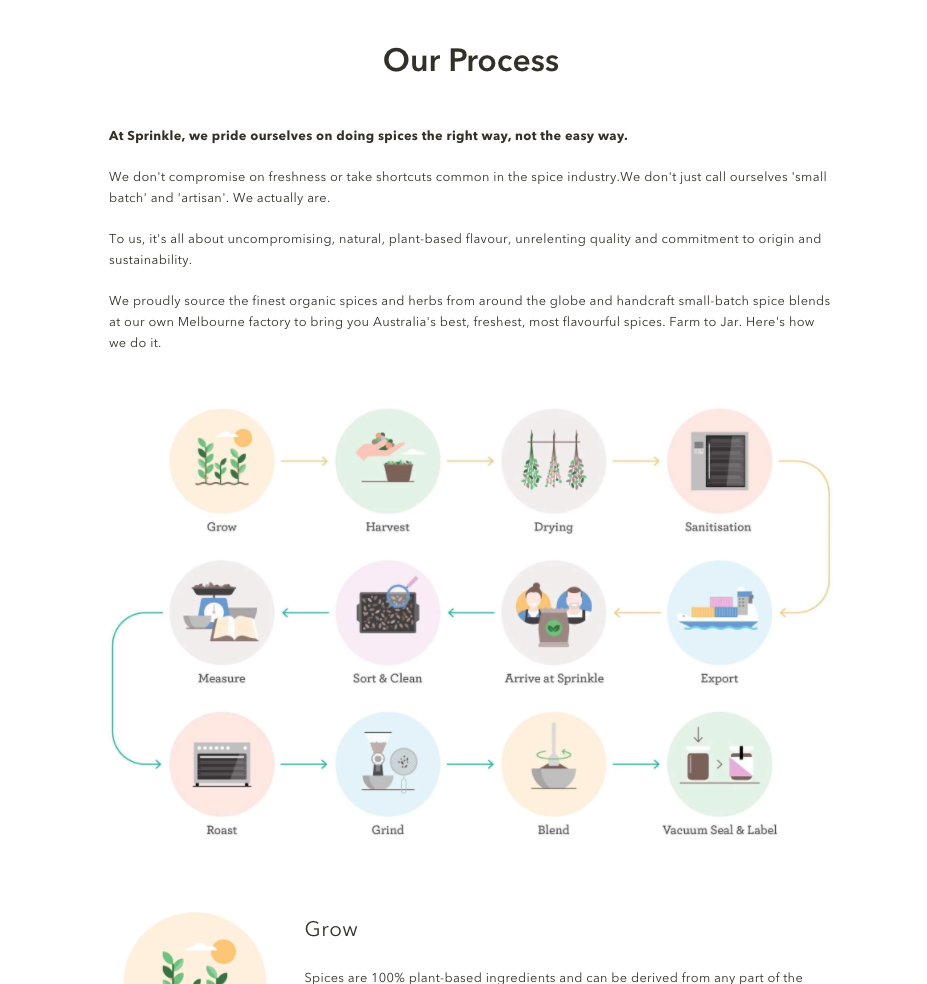 Our Process
At Sprinkle, we pride ourselves on doing spices the right way, not the easy way.
We don't compromise on freshness or take shortcuts common in the spice industry.We don't just call ourselves 'small
batch' and 'artisan'. We actually are.
To us, it's all about uncompromising, natural, plant-based flavour, unrelenting quality and commitment to origin and
sustainability.
We proudly source the finest organic spices and herbs from around the globe and handcraft small-batch spice blends
at our own Melbourne factory to bring you Australia's best, freshest, most flavourful spices. Farm to Jar. Here's how
we do it.
Grow
Harvest
Drying
Sanitisation
Measure
Sort & Clean
Arrive at Sprinkle
Export
Roast
Grind
Blend
Vacuum Seal & Label
Grow
Spices are 100% plant-based ingredients and can be derived from any part of the